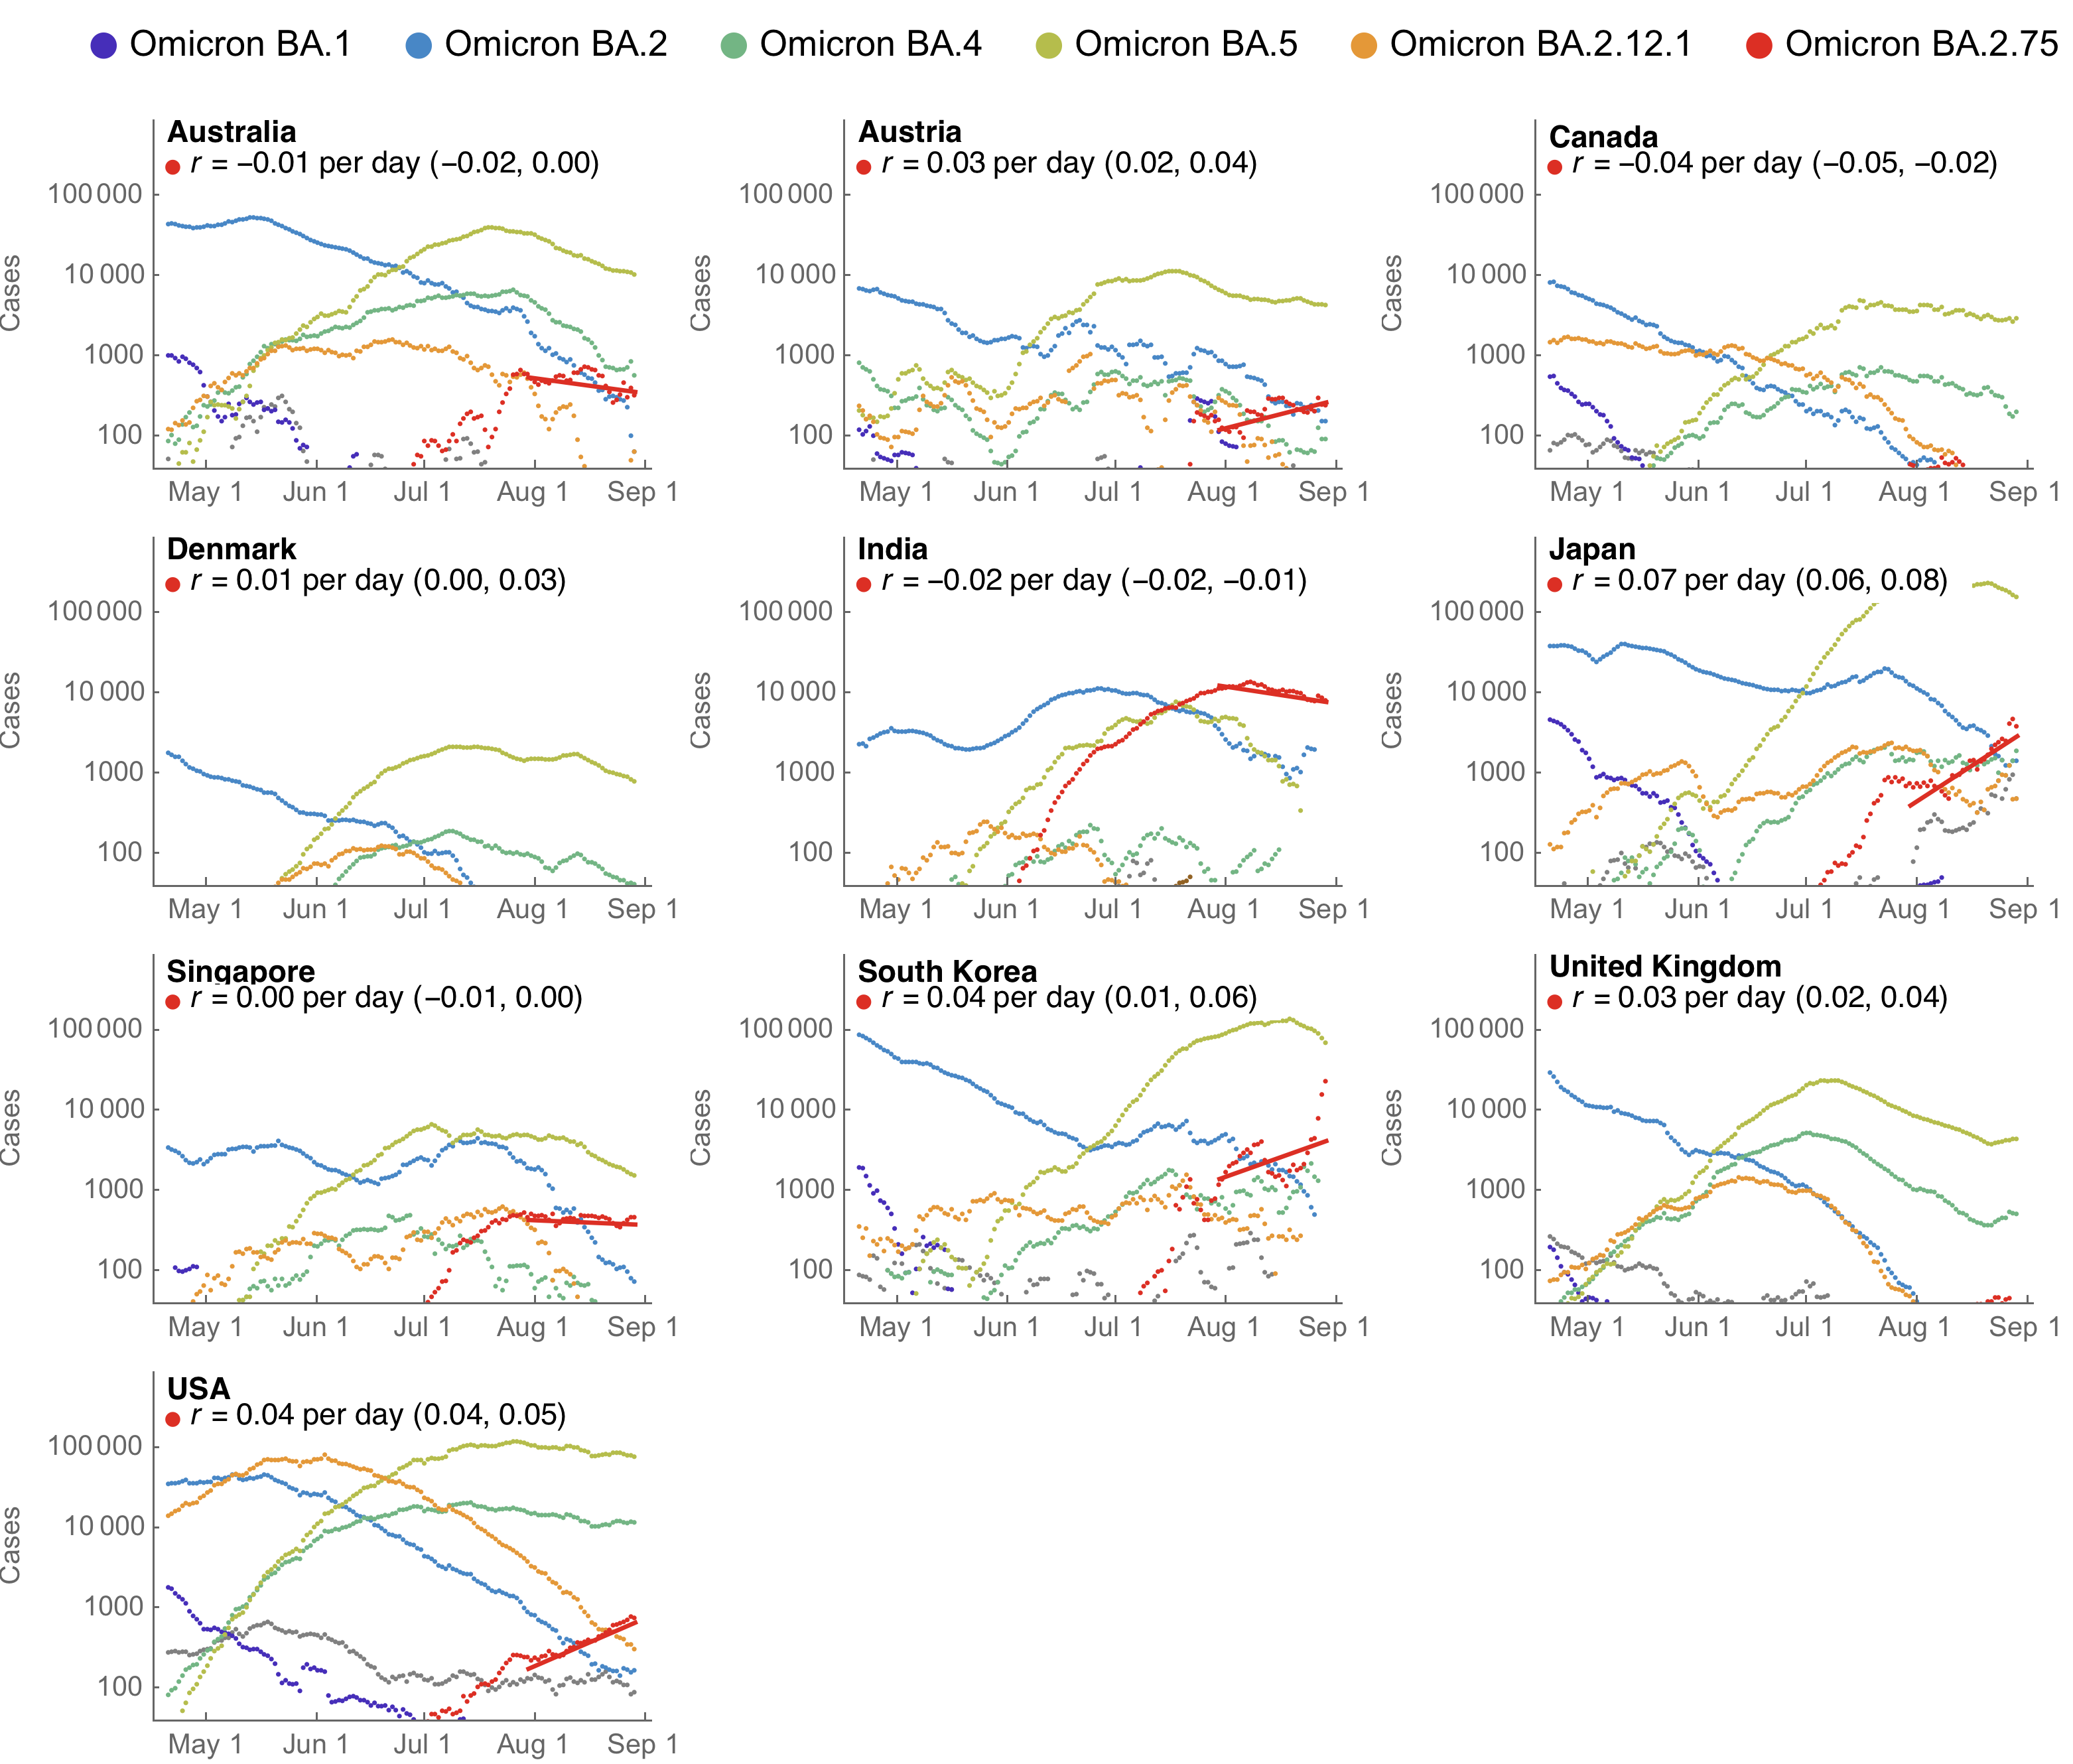 Omicron BA.1 Omicron BA.2 Omicron BA.4 Omicron BA.5 Omicron BA.2.12.1 Omicron BA.2.75
Australia
r = −0.01 per day (−0.02, 0.00)
100 000
10 000
1000
100
Cases
May 1 Jun 1 Jul 1 Aug 1 Sep 1
Austria
r = 0.03 per day (0.02, 0.04)
100 000
10 000
1000
100
Cases
May 1 Jun 1 Jul 1 Aug 1 Sep 1
Canada
r = −0.04 per day (−0.05, −0.02)
100 000
10 000
1000
100
Cases
May 1 Jun 1 Jul 1 Aug 1 Sep 1
Denmark
r = 0.01 per day (0.00, 0.03)
100 000
10 000
1000
100
Cases
May 1 Jun 1 Jul 1 Aug 1 Sep 1
India
r = −0.02 per day (−0.02, −0.01)
100 000
10 000
1000
100
Cases
May 1 Jun 1 Jul 1 Aug 1 Sep 1
Japan
r = 0.07 per day (0.06, 0.08)
100 000
10 000
1000
100
Cases
May 1 Jun 1 Jul 1 Aug 1 Sep 1
Singapore
r = 0.00 per day (−0.01, 0.00)
100 000
10 000
1000
100
Cases
May 1 Jun 1 Jul 1 Aug 1 Sep 1
South Korea
r = 0.04 per day (0.01, 0.06)
100 000
10 000
1000
100
Cases
May 1 Jun 1 Jul 1 Aug 1 Sep 1
United Kingdom
r = 0.03 per day (0.02, 0.04)
100 000
10 000
1000
100
Cases
May 1 Jun 1 Jul 1 Aug 1 Sep 1
USA
r = 0.04 per day (0.04, 0.05)
100 000
10 000
1000
100
Cases
May 1 Jun 1 Jul 1 Aug 1 Sep 1